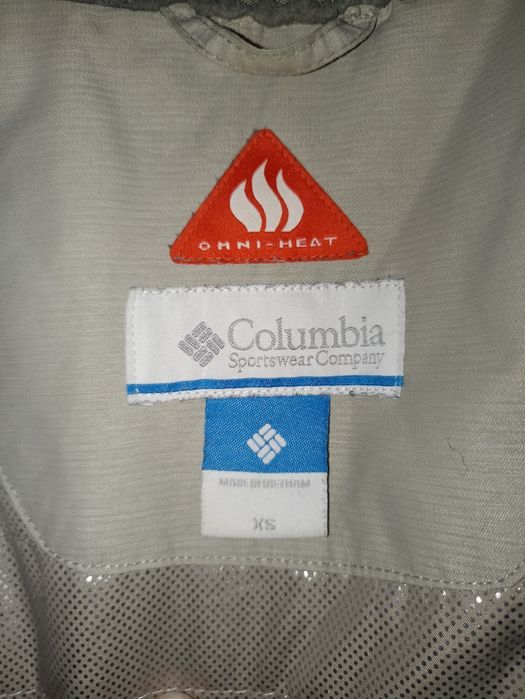 OMNI-HEAT
Columbia
Sportswear Company
MADE IN VIETNAM
XS